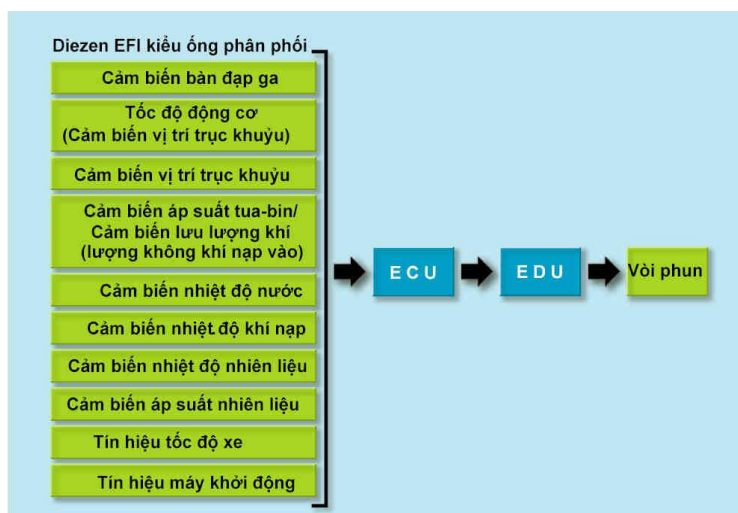 Diezen EFI kiểu ống phân phối
Cảm biến bàn đạp ga
Tốc độ động cơ
(Cảm biến vị trí trục khuỷu)
Cảm biến vị trí trục khuỷu
Cảm biến áp suất tua-bin/
Cảm biến lưu lượng khí
(lượng không khí nạp vào)
Cảm biến nhiệt độ nước
Cảm biến nhiệt độ khí nạp
Cảm biến nhiệt độ nhiên liệu
Cảm biến áp suất nhiên liệu
Tín hiệu tốc độ xe
Tín hiệu máy khởi động
ECU
EDU
Vòi phun